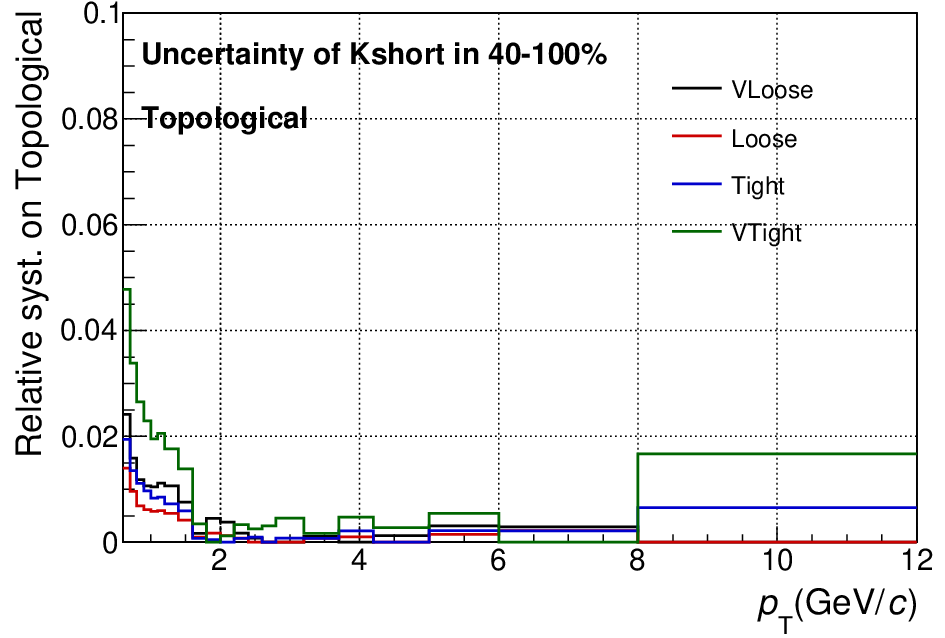 Relative syst. on Topological
0.1
0.08
0.06
0.04
0.02
0
Uncertainty of Kshort in 40-100%
Topological
VLoose
Loose
Tight
VTight
2 4 6 8 10 12
p_T(GeV/c)